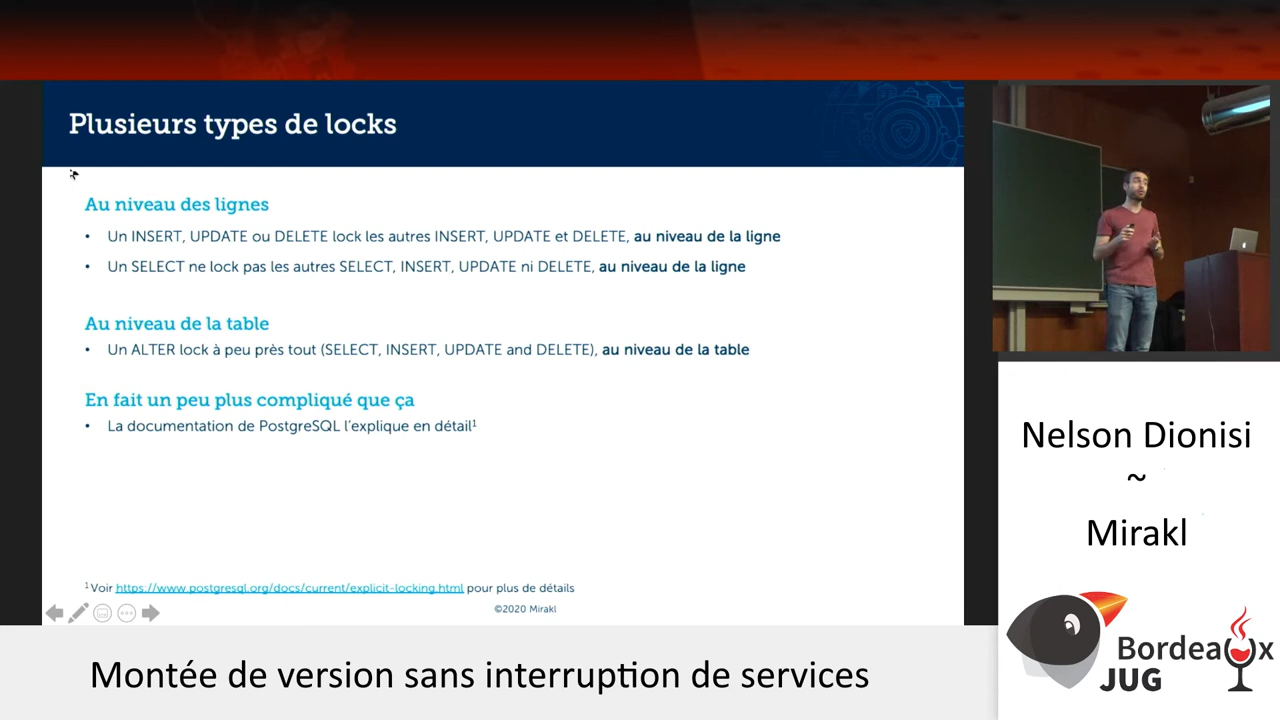 Plusieurs types de locks
Au niveau des lignes
• Un INSERT, UPDATE ou DELETE lock les autres INSERT, UPDATE et DELETE, au niveau de la ligne
• Un SELECT ne lock pas les autres SELECT, INSERT, UPDATE ni DELETE, au niveau de la ligne
Au niveau de la table
• Un ALTER lock à peu près tout (SELECT, INSERT, UPDATE and DELETE), au niveau de la table
En fait un peu plus compliqué que ça
• La documentation de PostgreSQL l'explique en détail¹
¹ Voir https://www.postgresql.org/docs/current/explicit-locking.html pour plus de détails
©2020 Mirakl
Nelson Dionisi
~
Mirakl
Bordeaux
JUG
Montée de version sans interruption de services